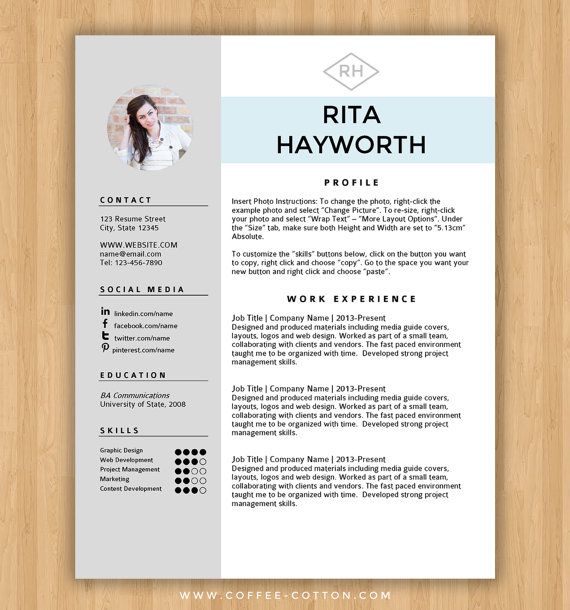 RH
RITA
HAYWORTH
CONTACT
123 Resume Street
City, State 12345
WWW.WEBSITE.COM
name@email.com
Tel: 123-456-7890
SOCIAL MEDIA
in linkedin.com/name
f facebook.com/name
t twitter.com/name
p pinterest.com/name
EDUCATION
BA Communications
University of State, 2008
SKILLS
Graphic Design
Web Development
Project Management
Marketing
Content Development
PROFILE
Insert Photo Instructions: To change the photo, right-click the
example photo and select "Change Picture". To re-size, right-click
your photo and select "Wrap Text" – "More Layout Options". Under
the "Size" tab, make sure both Height and Width are set to "5.13cm"
Absolute.
To customize the "skills" buttons below, click on the button you want
to copy, right click and choose "copy". Go to the space you want your
new button and right click and choose "paste".
WORK EXPERIENCE
Job Title | Company Name | 2013-Present
Designed and produced materials including media guide covers,
layouts, logos and web design. Worked as part of a small team,
collaborating with clients and vendors. The fast paced environment
taught me to be organized with time. Developed strong project
management skills.
Job Title | Company Name | 2013-Present
Designed and produced materials including media guide covers,
layouts, logos and web design. Worked as part of a small team,
collaborating with clients and vendors. The fast paced environment
taught me to be organized with time. Developed strong project
management skills.
Job Title | Company Name | 2013-Present
Designed and produced materials including media guide covers,
layouts, logos and web design. Worked as part of a small team,
collaborating with clients and vendors. The fast paced environment
taught me to be organized with time. Developed strong project
management skills.
WWW.COFFEE-COTTON.COM